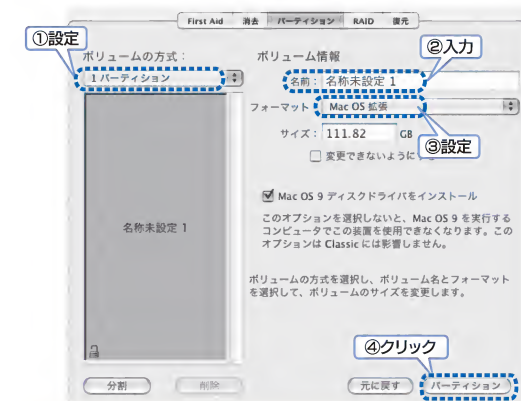 First Aid 消去 パーティション RAID 復元
①設定
ボリュームの方式：
1 パーティション
名称未設定 1
分割 削除
ボリューム情報
②入力
名前： 名称未設定 1
フォーマット Mac OS 拡張
サイズ： 111.82 GB
③設定
変更できないように
Mac OS 9 ディスクドライバをインストール
このオプションを選択しないと、Mac OS 9 を実行する
コンピュータでこの装置を使用できなくなります。この
オプションは Classic には影響しません。
ボリュームの方式を選択し、ボリューム名とフォーマット
を選択して、ボリュームのサイズを変更します。
④クリック
元に戻す パーティション